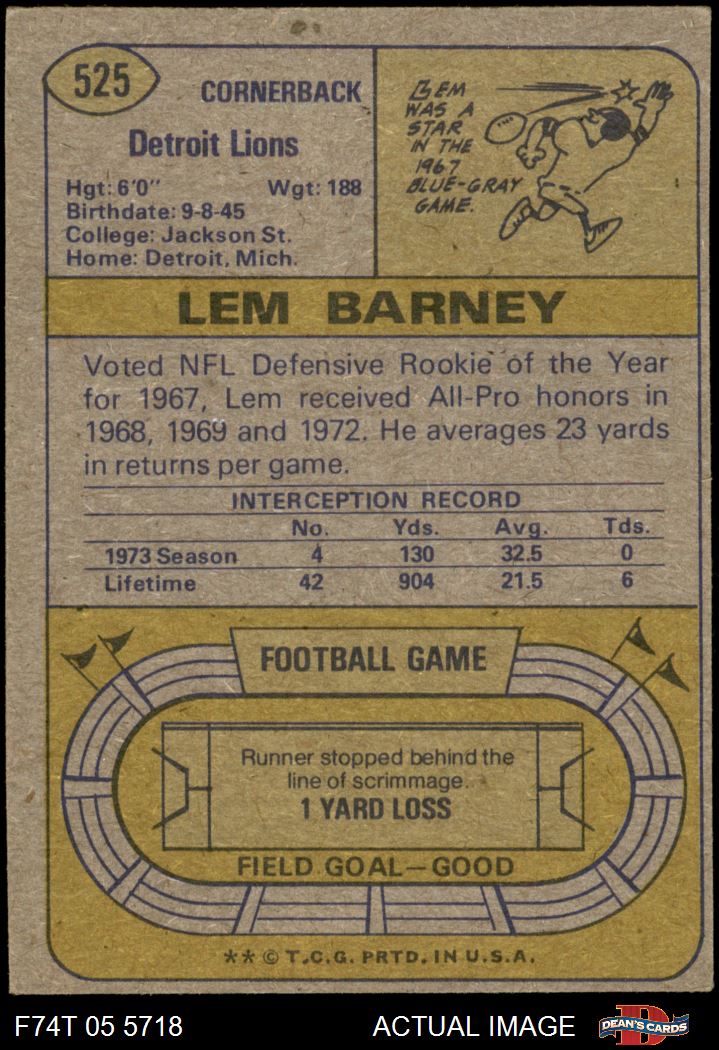 525
CORNERBACK
Detroit Lions
Hgt: 6'0" Wgt: 188
Birthdate: 9-8-45
College: Jackson St.
Home: Detroit, Mich.
LEM
WAS A
STAR
IN THE
1967
BLUE-GRAY
GAME.
LEM BARNEY
Voted NFL Defensive Rookie of the Year
for 1967, Lem received All-Pro honors in
1968, 1969 and 1972. He averages 23 yards
in returns per game.
INTERCEPTION RECORD
No. Yds. Avg. Tds.
1973 Season 4 130 32.5 0
Lifetime 42 904 21.5 6
FOOTBALL GAME
Runner stopped behind the
line of scrimmage.
1 YARD LOSS
FIELD GOAL—GOOD
** © T.C.G. PRTD. IN U.S.A.
F74T 05 5718 ACTUAL IMAGE D DEAN'S CARDS